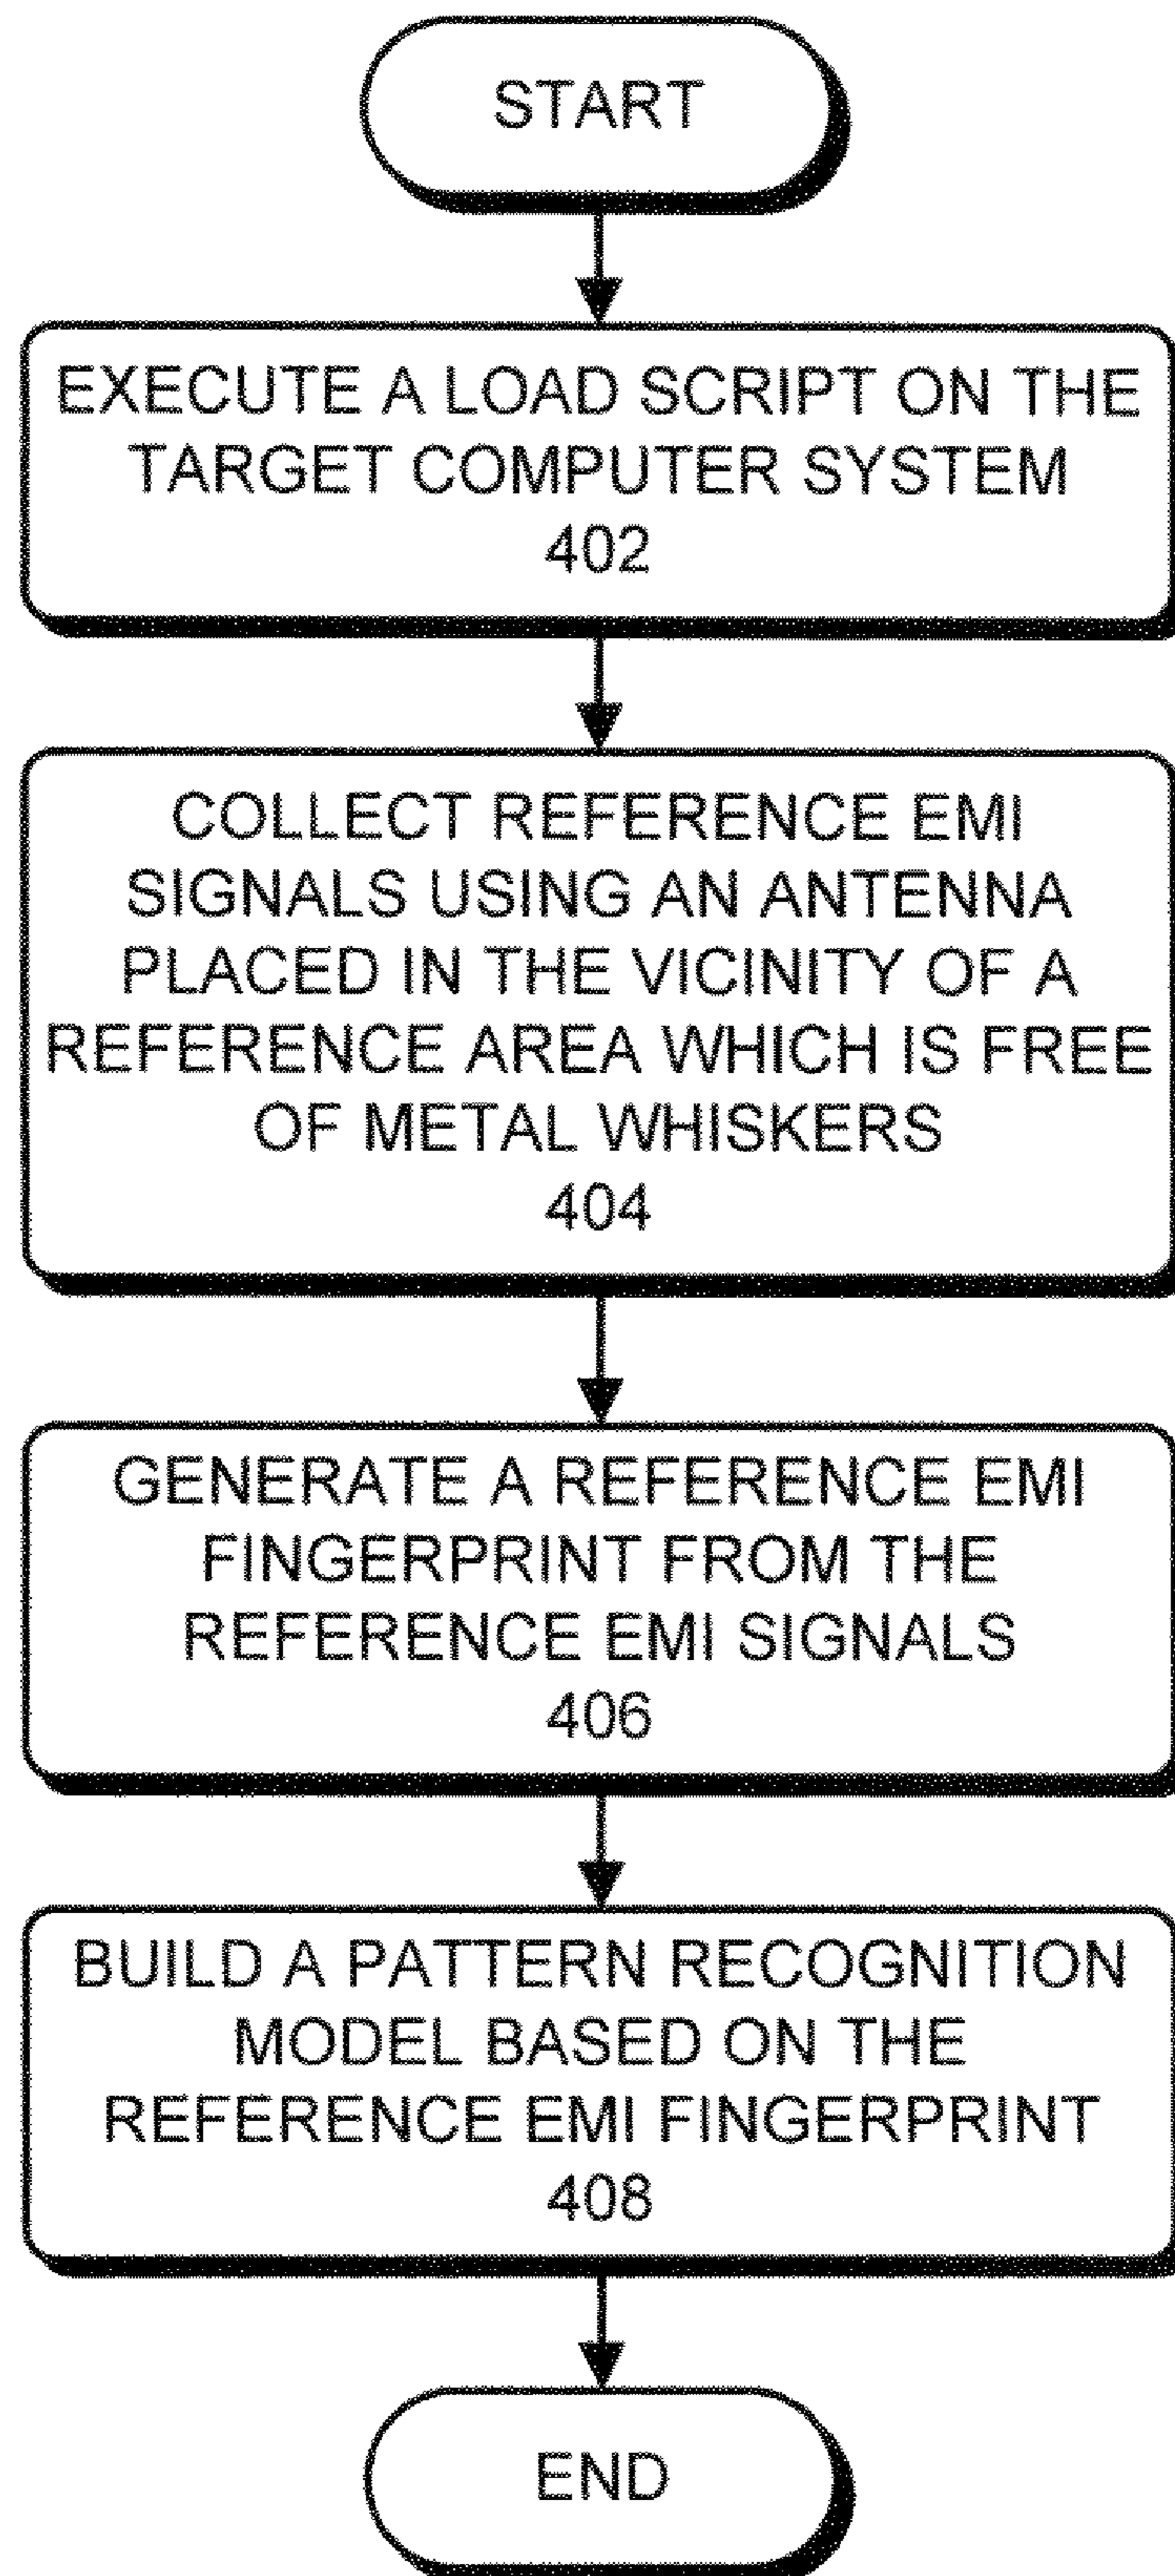 START
EXECUTE A LOAD SCRIPT ON THE
TARGET COMPUTER SYSTEM
402
COLLECT REFERENCE EMI
SIGNALS USING AN ANTENNA
PLACED IN THE VICINITY OF A
REFERENCE AREA WHICH IS FREE
OF METAL WHISKERS
404
GENERATE A REFERENCE EMI
FINGERPRINT FROM THE
REFERENCE EMI SIGNALS
406
BUILD A PATTERN RECOGNITION
MODEL BASED ON THE
REFERENCE EMI FINGERPRINT
408
END